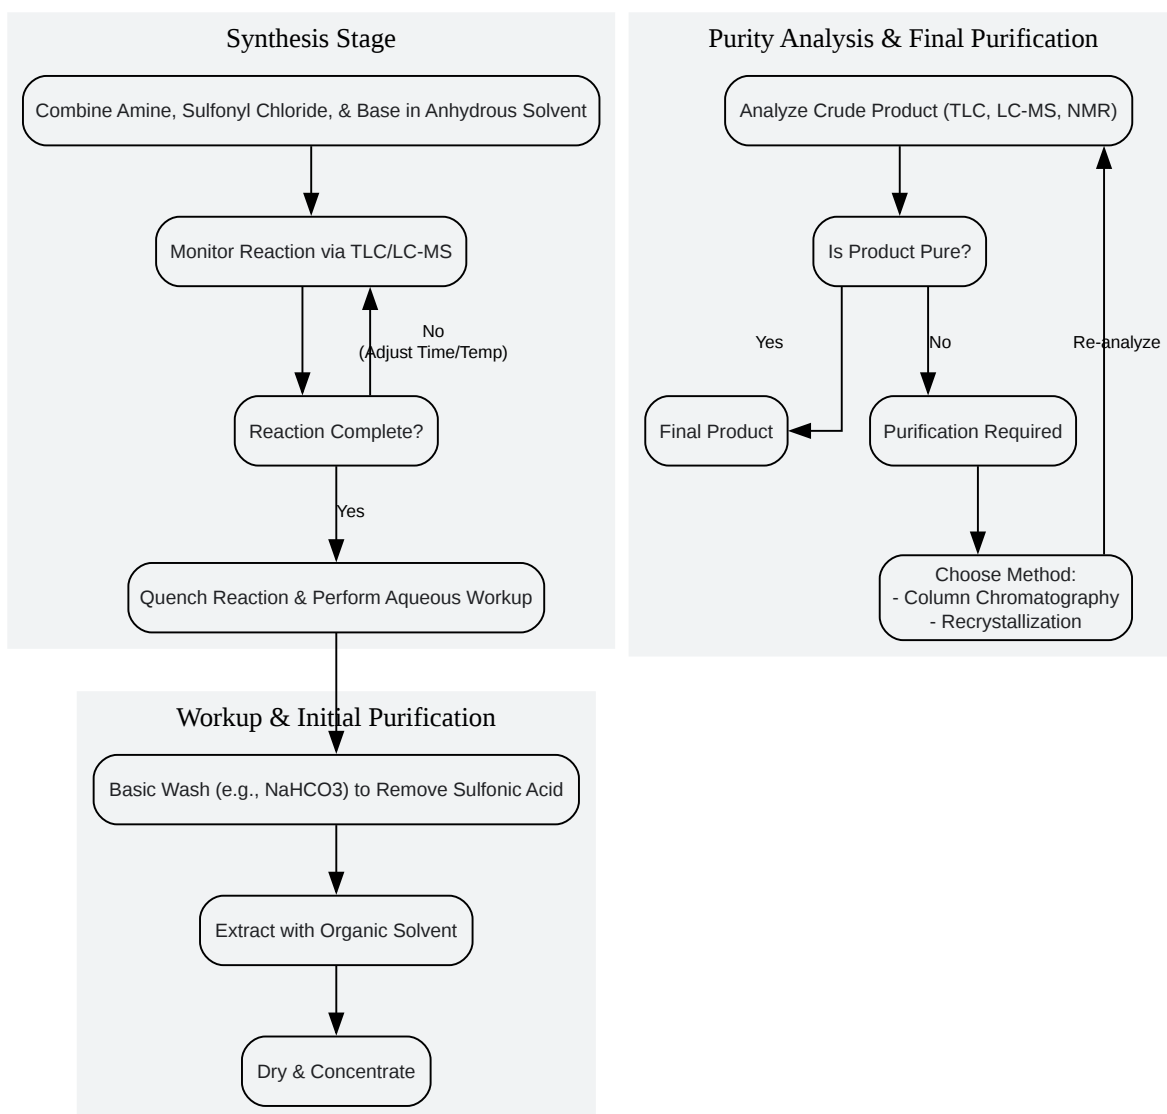 Synthesis Stage
Combine Amine, Sulfonyl Chloride, & Base in Anhydrous Solvent
Monitor Reaction via TLC/LC-MS
No
(Adjust Time/Temp)
Reaction Complete?
Yes
Quench Reaction & Perform Aqueous Workup
Workup & Initial Purification
Basic Wash (e.g., NaHCO3) to Remove Sulfonic Acid
Extract with Organic Solvent
Dry & Concentrate
Purity Analysis & Final Purification
Analyze Crude Product (TLC, LC-MS, NMR)
Is Product Pure?
Yes
No
Re-analyze
Final Product
Purification Required
Choose Method:
- Column Chromatography
- Recrystallization